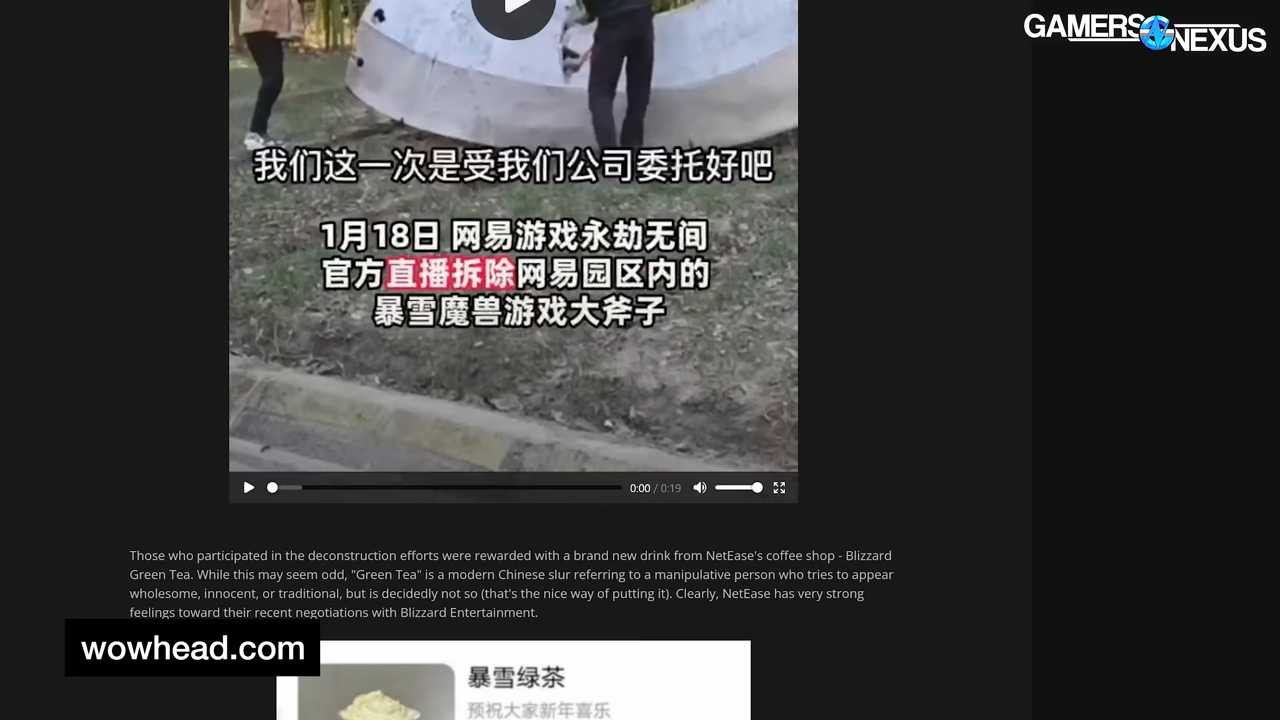 GAMERS NEXUS
我们这一次是受我们公司委托好吧
1月18日 网易游戏永劫无间
官方直播拆除网易园区内的
暴雪魔兽游戏大斧子
0:00 / 0:19
Those who participated in the deconstruction efforts were rewarded with a brand new drink from NetEase's coffee shop - Blizzard
Green Tea. While this may seem odd, "Green Tea" is a modern Chinese slur referring to a manipulative person who tries to appear
wholesome, innocent, or traditional, but is decidedly not so (that's the nice way of putting it). Clearly, NetEase has very strong
feelings toward their recent negotiations with Blizzard Entertainment.
wowhead.com
暴雪绿茶
预祝大家新年喜乐